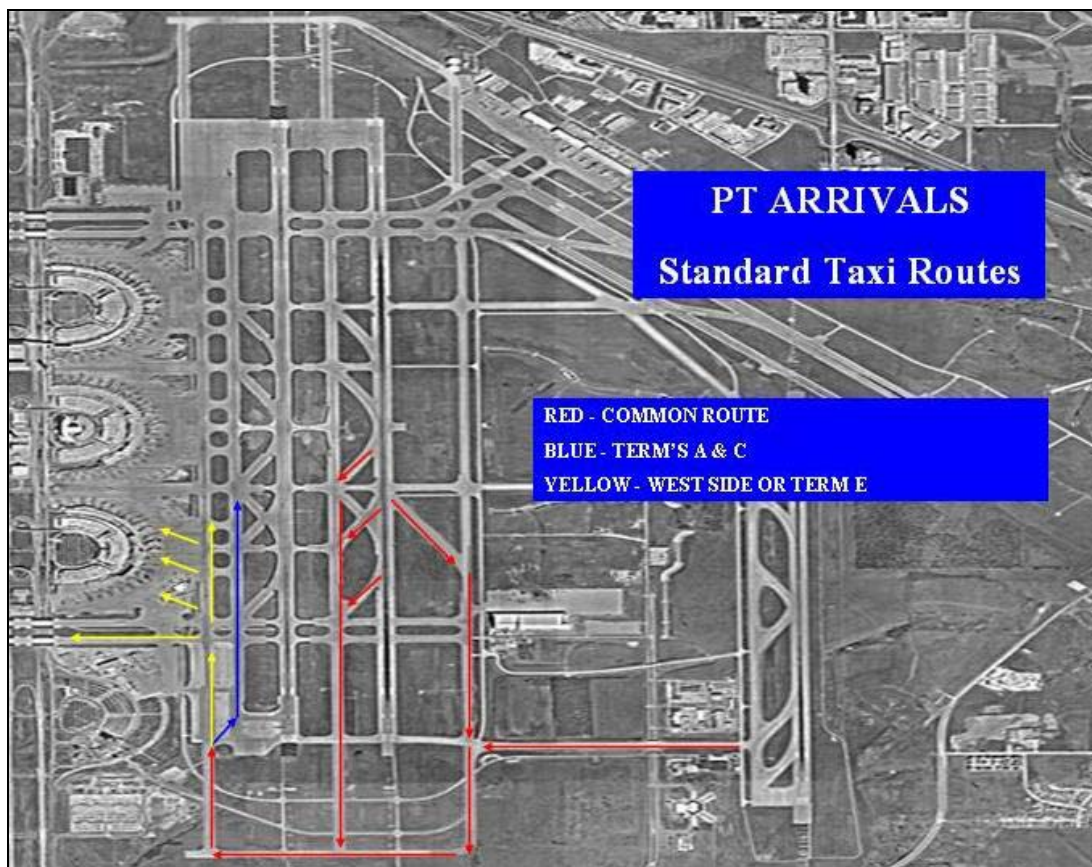 PT ARRIVALS
Standard Taxi Routes
RED - COMMON ROUTE
BLUE - TERM'S A & C
YELLOW - WEST SIDE OR TERM E